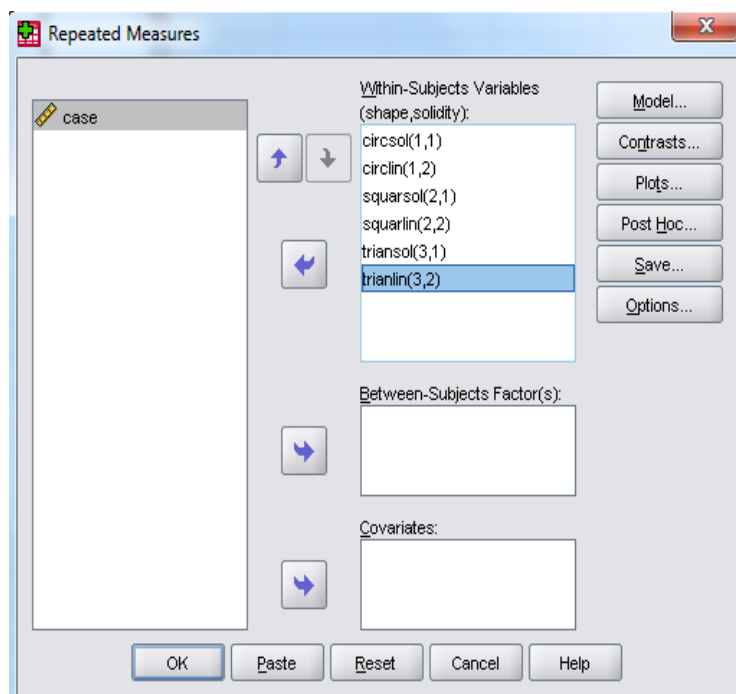 Repeated Measures
X
case
Within-Subjects Variables
(shape,solidity):
circsol(1,1)
circlin(1,2)
squarsol(2,1)
squarlin(2,2)
triansol(3,1)
trianlin(3,2)
Between-Subjects Factor(s):
Covariates:
Model...
Contrasts...
Plots...
Post Hoc...
Save...
Options...
OK
Paste
Reset
Cancel
Help